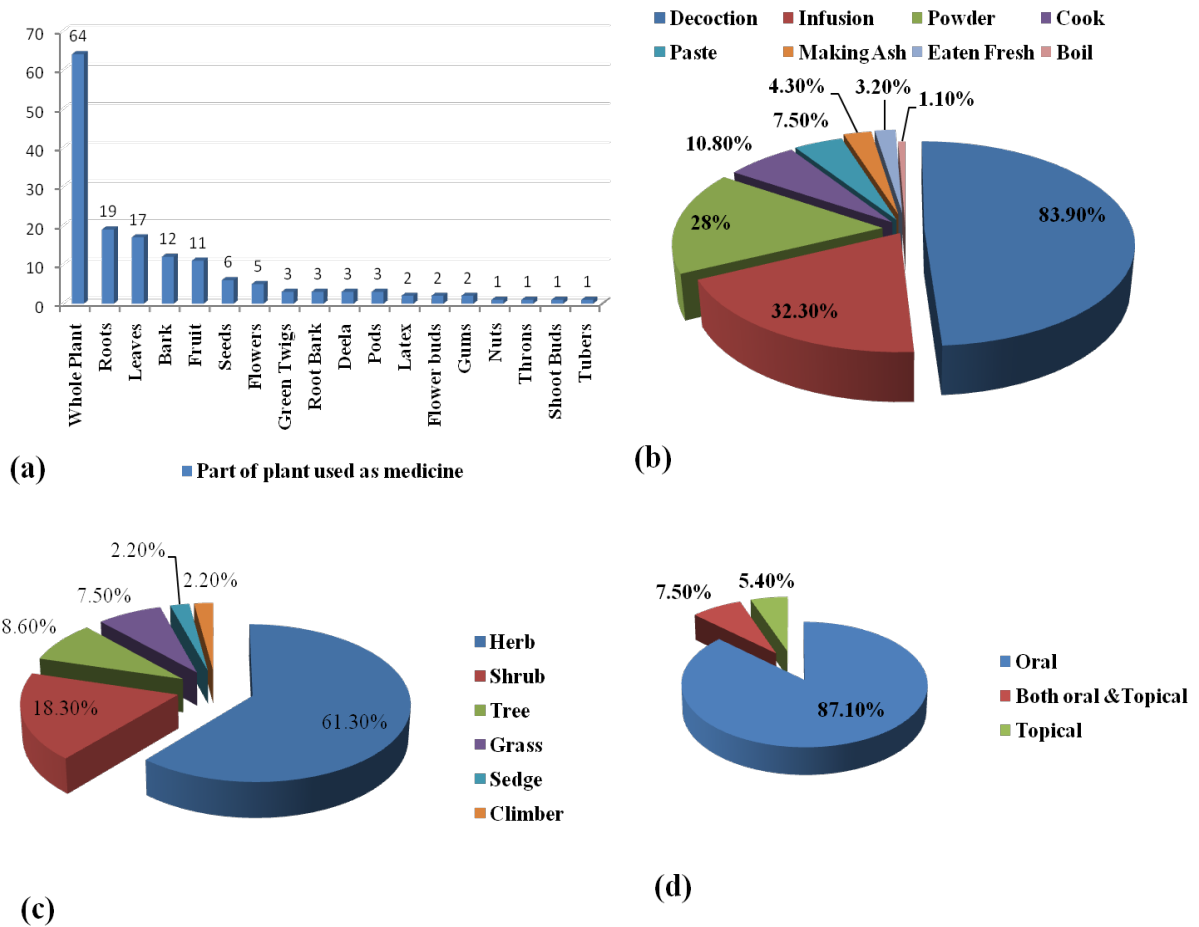 70
60
50
40
30
20
10
0
64
19
17
12
11
6
5
3
3
3
3
2
2
2
1
1
1
1
Whole Plant
Roots
Leaves
Bark
Fruit
Seeds
Flowers
Green Twigs
Root Bark
Deela
Pods
Latex
Flower buds
Gums
Nuts
Throns
Shoot Buds
Tubers
(a)
Part of plant used as medicine
Decoction Infusion Powder Cook
Paste Making Ash Eaten Fresh Boil
4.30% 3.20%
1.10%
7.50%
10.80%
28%
83.90%
32.30%
(b)
2.20%
2.20%
7.50%
8.60%
18.30%
61.30%
Herb
Shrub
Tree
Grass
Sedge
Climber
(c)
7.50%
5.40%
87.10%
Oral
Both oral &Topical
Topical
(d)